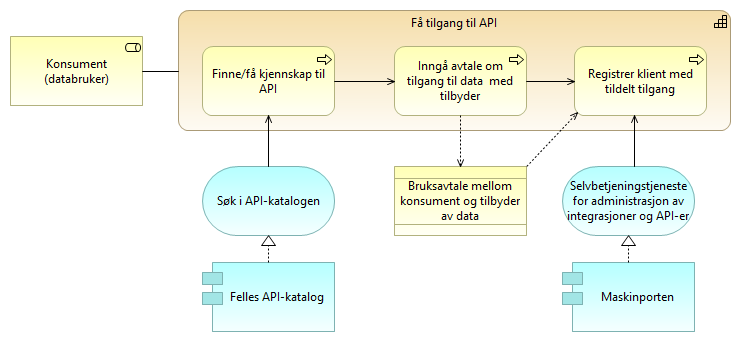 Få tilgang til API
Konsument
(databruker)
Finne/få kjennskap til
API
Inngå avtale om
tilgang til data med
tilbyder
Registrer klient med
tildelt tilgang
Søk i API-katalogen
Bruksavtale mellom
konsument og tilbyder
av data
Selvbetjeningstjeneste
for administrasjon av
integrasjoner og API-er
Felles API-katalog
Maskinporten